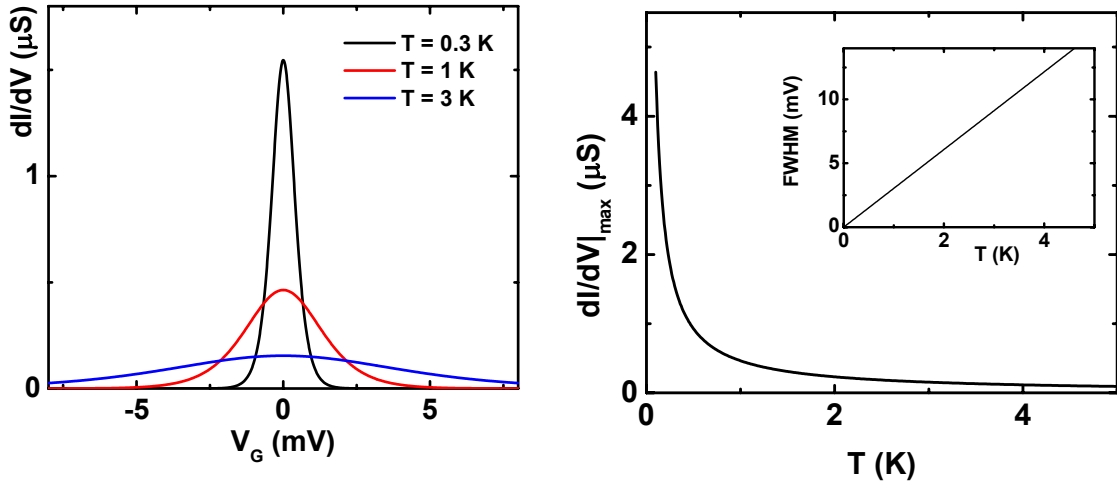 dI/dV (μS)
1
0
T = 0.3 K
T = 1 K
T = 3 K
-5
0
5
V_G (mV)
dI/dV|_max (μS)
4
2
0
0
2
4
T (K)
FWHM (mV)
10
5
0
0
2
4
T (K)